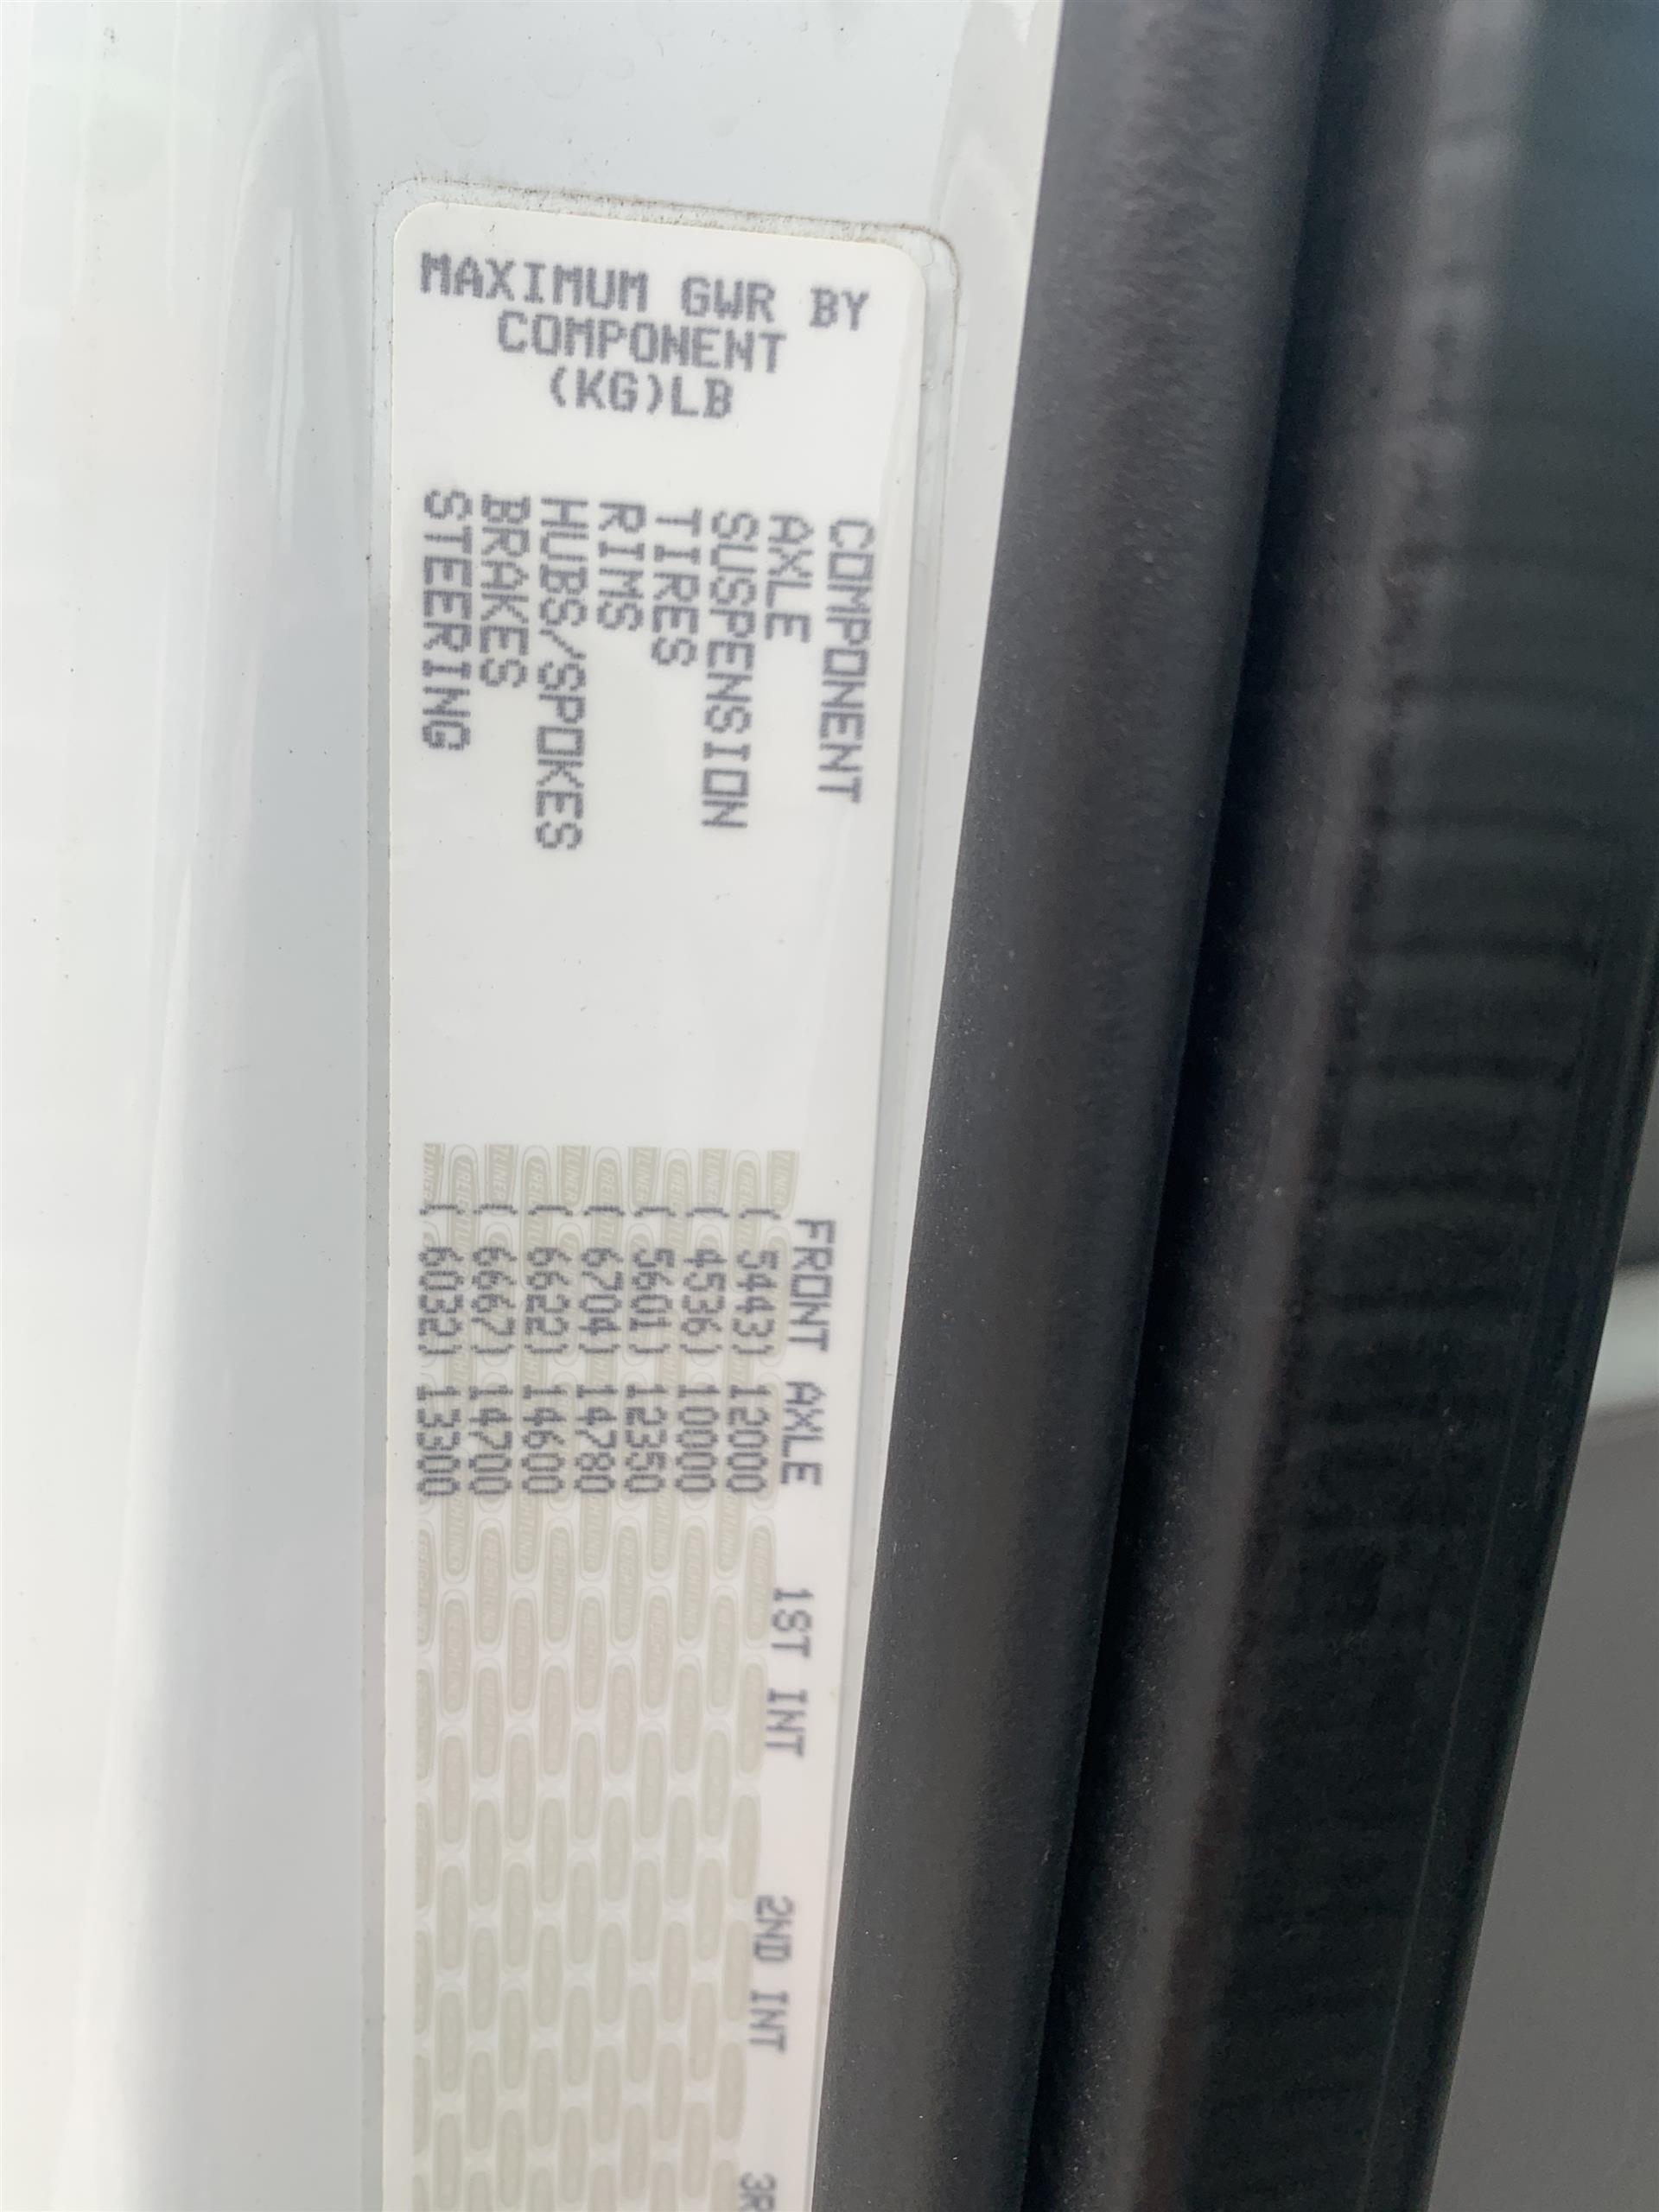 MAXIMUM GWR BY
COMPONENT
(KG)LB
COMPONENT FRONT AXLE 1ST INT 2ND INT
AXLE ( 5443) 12000
SUSPENSION ( 4536) 10000
TIRES ( 5601) 12350
RIMS ( 6704) 14780
HUBS/SPOKES ( 6622) 14600
BRAKES ( 6667) 14700
STEERING ( 6032) 13300